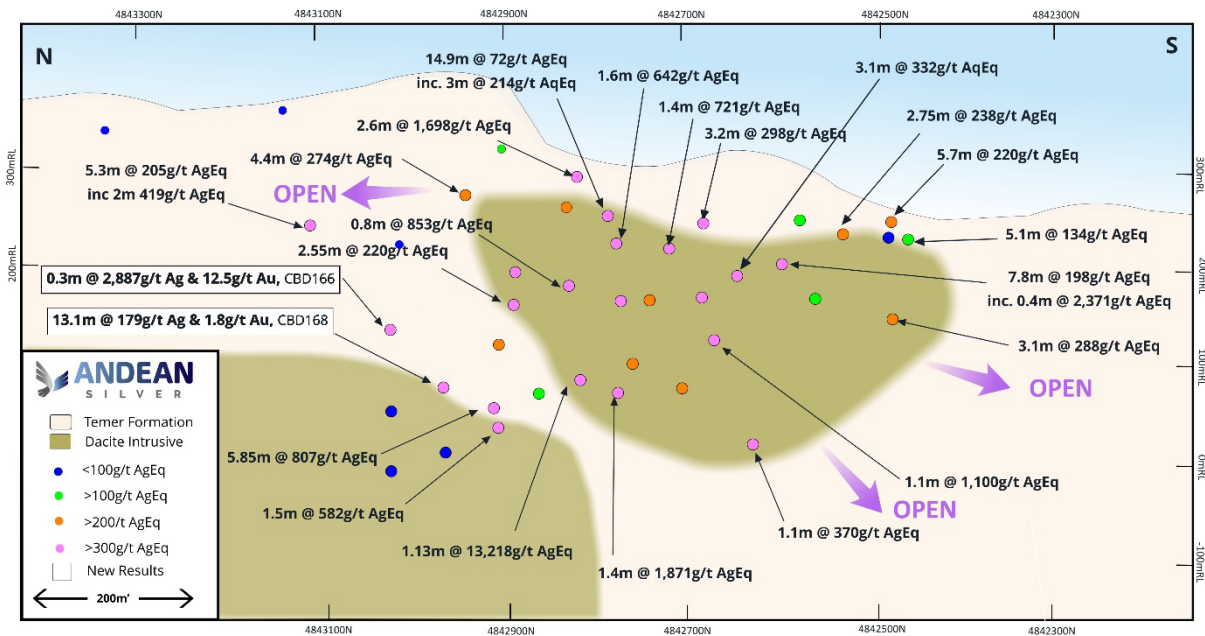 4843300N
4843100N
4842900N
4842700N
4842500N
4842300N
N
S
14.9m @ 72g/t AgEq
inc. 3m @ 214g/t AqEq
1.6m @ 642g/t AgEq
3.1m @ 332g/t AqEq
1.4m @ 721g/t AgEq
2.75m @ 238g/t AgEq
2.6m @ 1,698g/t AgEq
3.2m @ 298g/t AgEq
5.7m @ 220g/t AgEq
4.4m @ 274g/t AgEq
5.3m @ 205g/t AgEq
inc 2m 419g/t AgEq
OPEN
300mRL
300mRL
0.8m @ 853g/t AgEq
5.1m @ 134g/t AgEq
2.55m @ 220g/t AgEq
200mRL
200mRL
0.3m @ 2,887g/t Ag & 12.5g/t Au, CBD166
7.8m @ 198g/t AgEq
inc. 0.4m @ 2,371g/t AgEq
13.1m @ 179g/t Ag & 1.8g/t Au, CBD168
3.1m @ 288g/t AgEq
100mRL
ANDEAN
SILVER
OPEN
Temer Formation
Dacite Intrusive
<100g/t AgEq
>100g/t AgEq
>200/t AgEq
>300g/t AgEq
New Results
200m'
5.85m @ 807g/t AgEq
0mRL
1.1m @ 1,100g/t AgEq
1.5m @ 582g/t AgEq
OPEN
1.1m @ 370g/t AgEq
1.13m @ 13,218g/t AgEq
1.4m @ 1,871g/t AgEq
-100mRL
4843100N
4842900N
4842700N
4842500N
4842300N